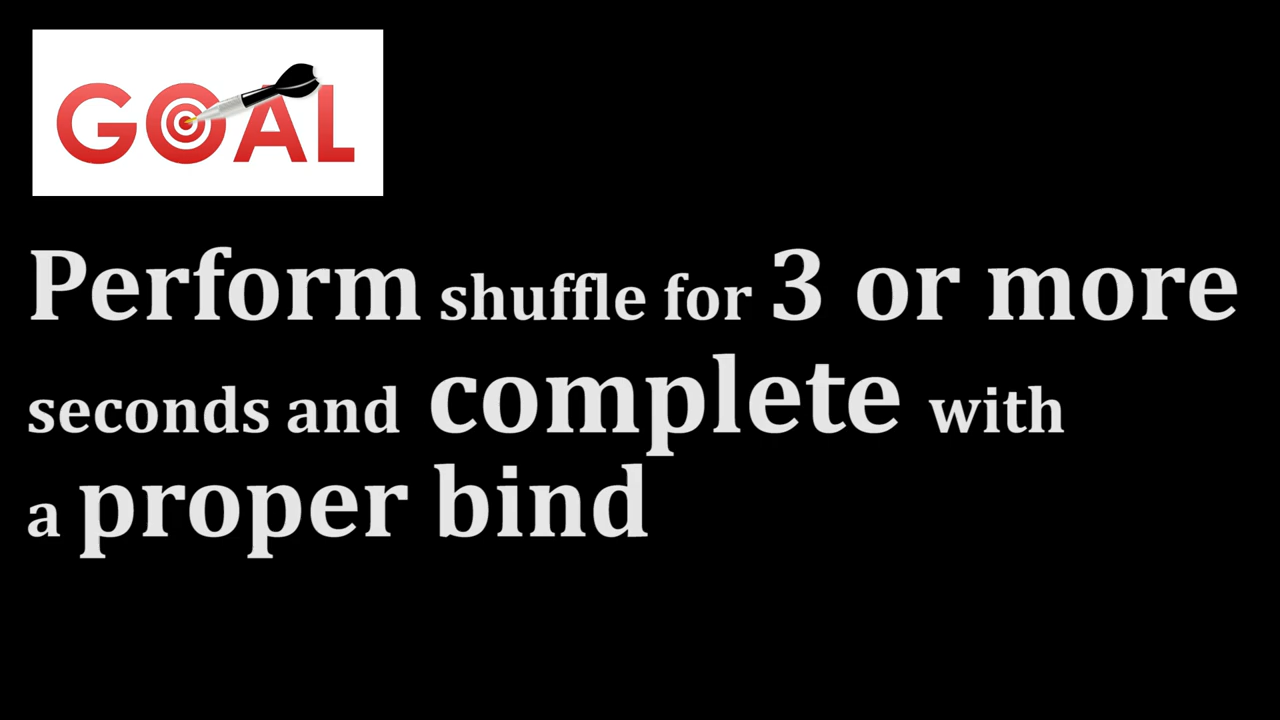 GOAL
Perform shuffle for 3 or more
seconds and complete with
a proper bind